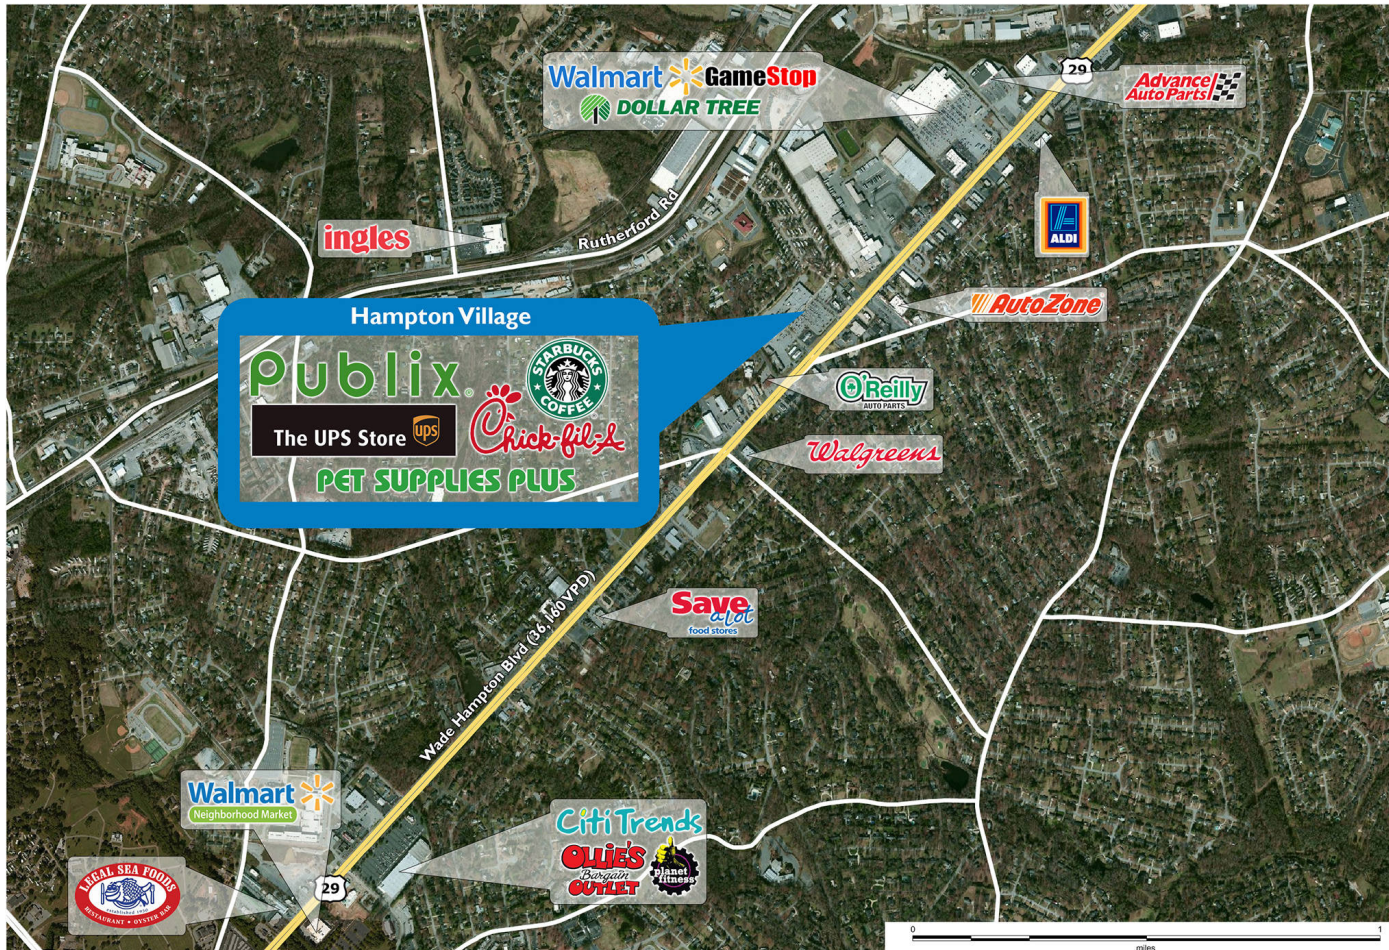 Walmart GameStop
DOLLAR TREE
29
Advance
Auto Parts
ALDI
ingles
Rutherford Rd
AutoZone
Hampton Village
Publix
STARBUCKS
COFFEE
The UPS Store ups
Chick-fil-A
PET SUPPLIES PLUS
O'Reilly
AUTO PARTS
Walgreens
Save
a lot
food stores
Wade Hampton Blvd (36,160 VPD)
Walmart
Neighborhood Market
CitiTrends
OLLIE'S
Bargain
OUTLET
planet
fitness
LEGAL SEA FOODS
established 1950
RESTAURANT • OYSTER BAR
29
0 1
miles